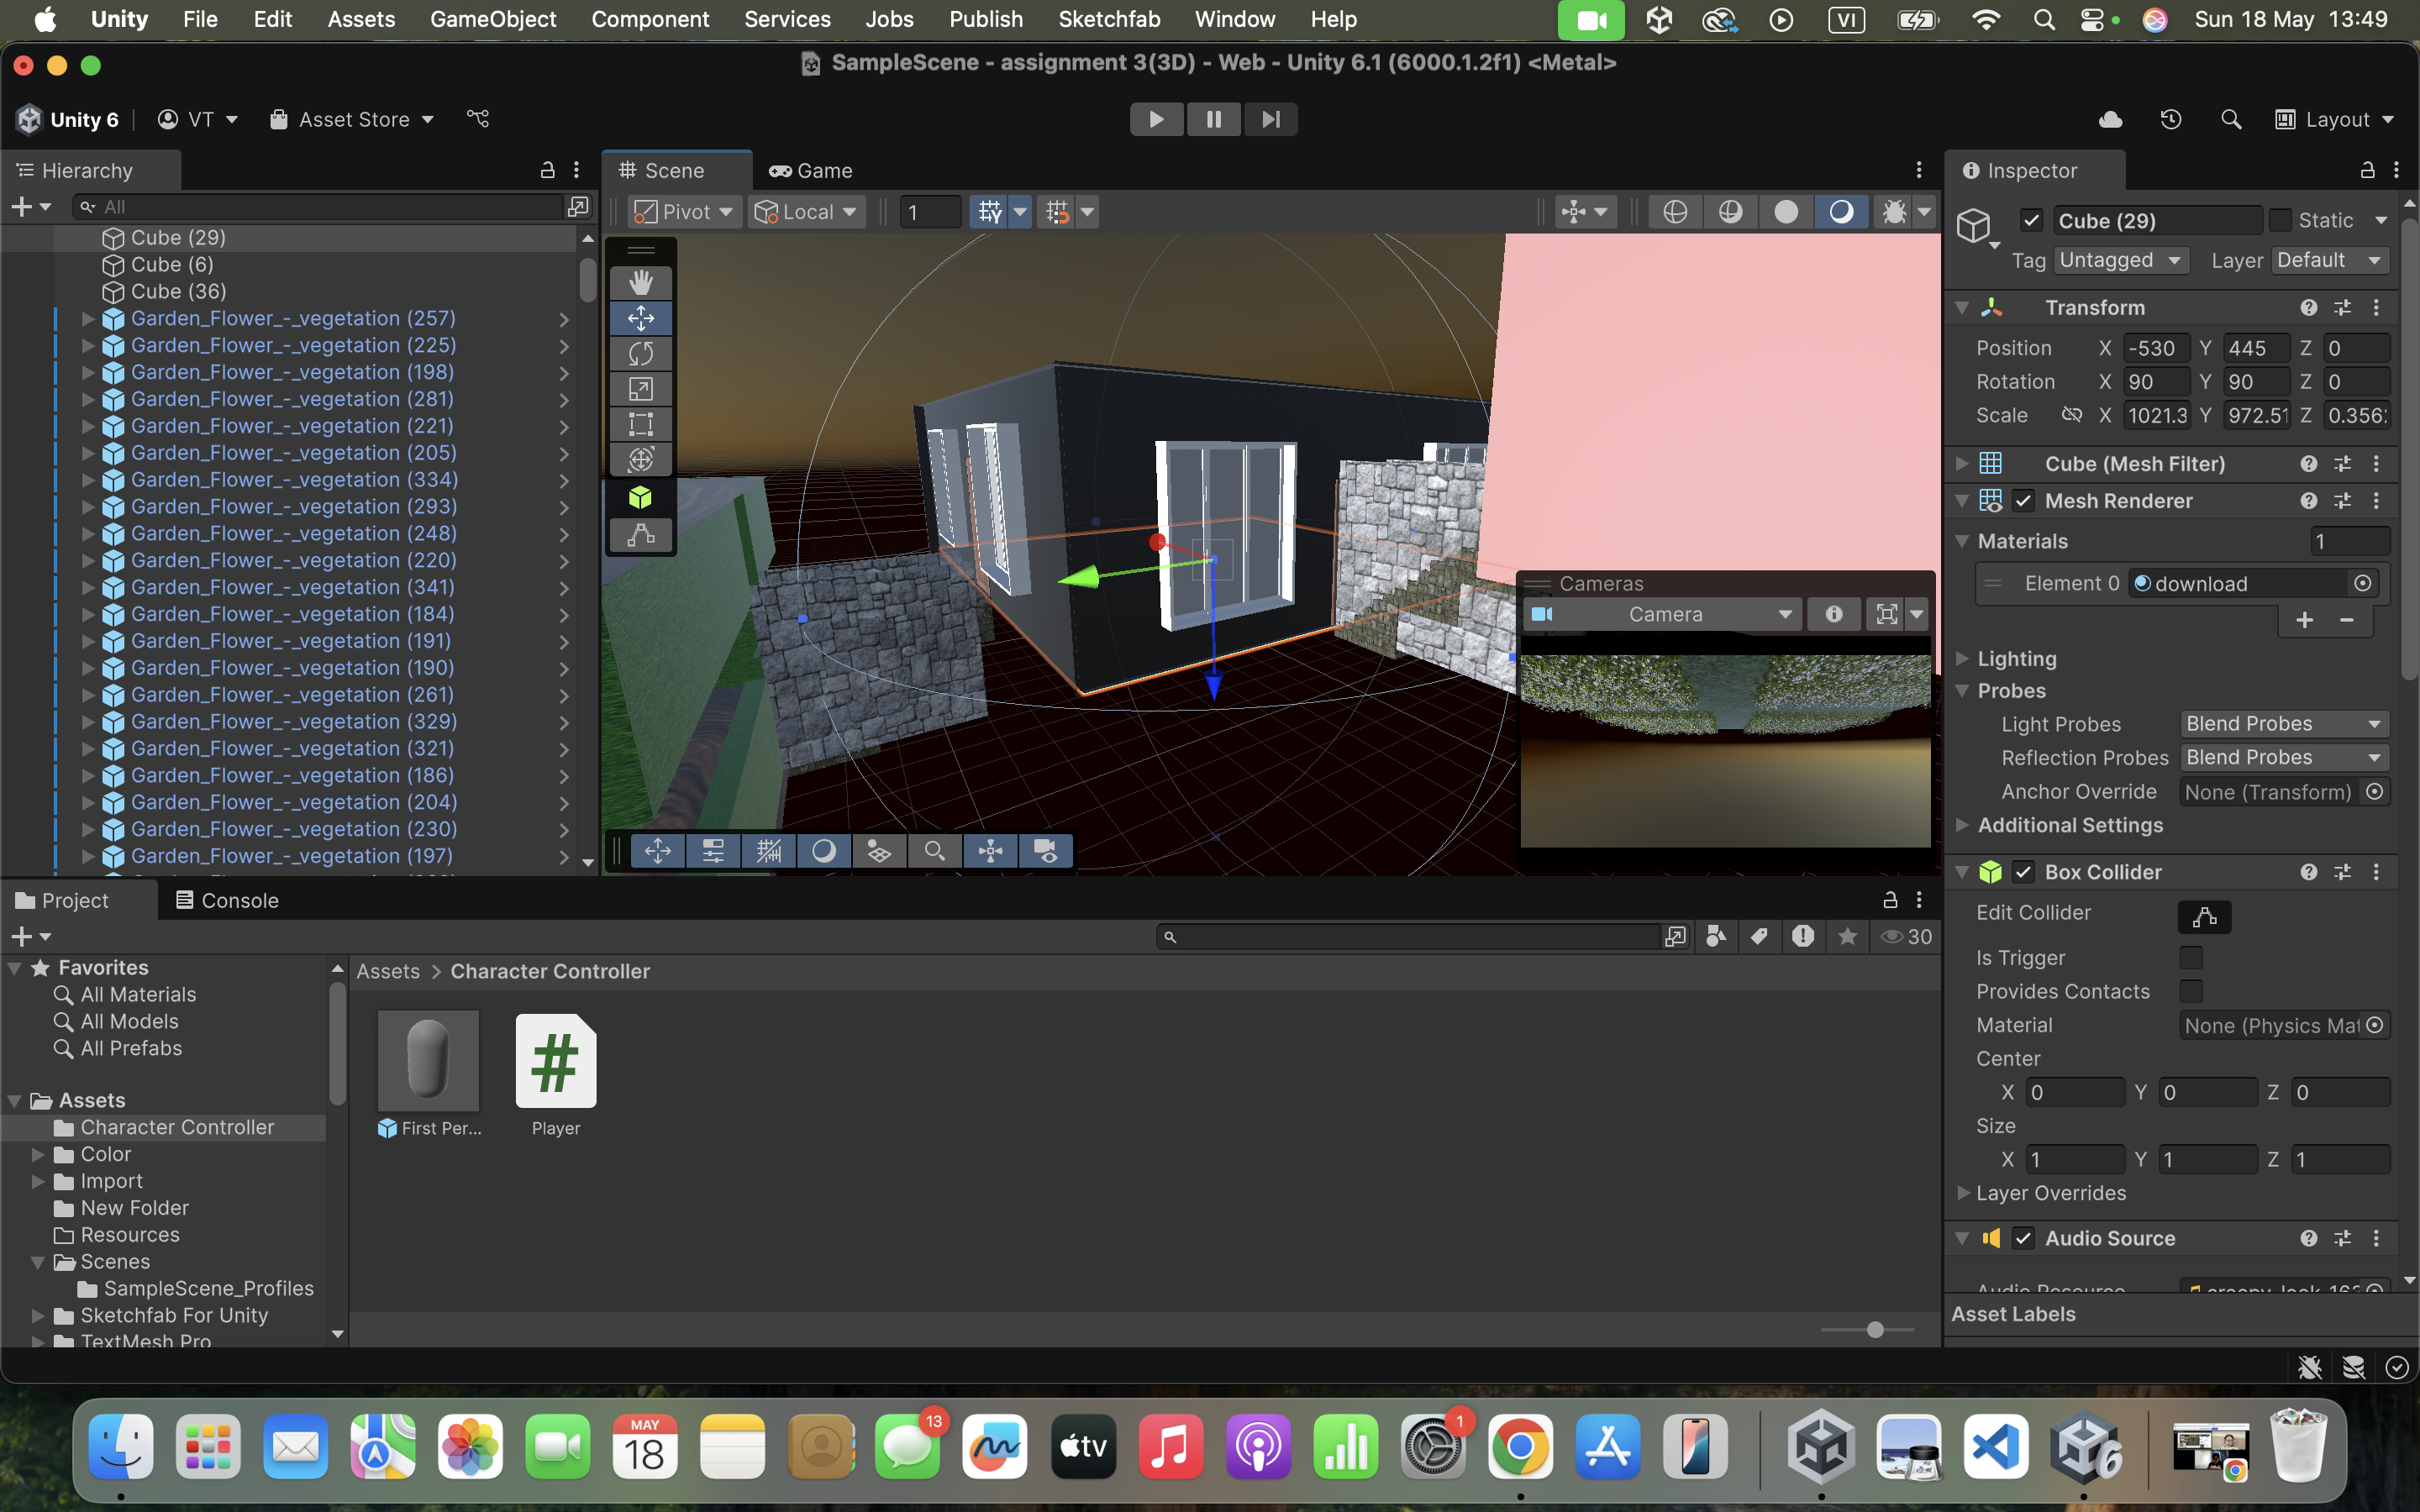 Unity File Edit Assets GameObject Component Services Jobs Publish Sketchfab Window Help VI Sun 18 May 13:49
SampleScene - assignment 3(3D) - Web - Unity 6.1 (6000.1.2f1) <Metal>
Unity 6 VT Asset Store Layout
Hierarchy
All
Cube (29)
Cube (6)
Cube (36)
Garden_Flower_-_vegetation (257)
Garden_Flower_-_vegetation (225)
Garden_Flower_-_vegetation (198)
Garden_Flower_-_vegetation (281)
Garden_Flower_-_vegetation (221)
Garden_Flower_-_vegetation (205)
Garden_Flower_-_vegetation (334)
Garden_Flower_-_vegetation (293)
Garden_Flower_-_vegetation (248)
Garden_Flower_-_vegetation (220)
Garden_Flower_-_vegetation (341)
Garden_Flower_-_vegetation (184)
Garden_Flower_-_vegetation (191)
Garden_Flower_-_vegetation (190)
Garden_Flower_-_vegetation (261)
Garden_Flower_-_vegetation (329)
Garden_Flower_-_vegetation (321)
Garden_Flower_-_vegetation (186)
Garden_Flower_-_vegetation (204)
Garden_Flower_-_vegetation (230)
Garden_Flower_-_vegetation (197)
Scene Game
Pivot Local 1
Cameras
Camera
Inspector
Cube (29) Static
Tag Untagged Layer Default
Transform
Position X -530 Y 445 Z 0
Rotation X 90 Y 90 Z 0
Scale X 1021.3 Y 972.51 Z 0.356
Cube (Mesh Filter)
Mesh Renderer
Materials 1
Element 0 download
Lighting
Probes
Light Probes Blend Probes
Reflection Probes Blend Probes
Anchor Override None (Transform)
Additional Settings
Box Collider
Edit Collider
Is Trigger
Provides Contacts
Material None (Physics Mat
Center
X 0 Y 0 Z 0
Size
X 1 Y 1 Z 1
Layer Overrides
Audio Source
Audio Resource
Asset Labels
Project Console
30
Favorites
All Materials
All Models
All Prefabs
Assets
Character Controller
Color
Import
New Folder
Resources
Scenes
SampleScene_Profiles
Sketchfab For Unity
TextMesh Pro
Assets > Character Controller
First Per...
#
Player
MAY
18
13
tv
1
6